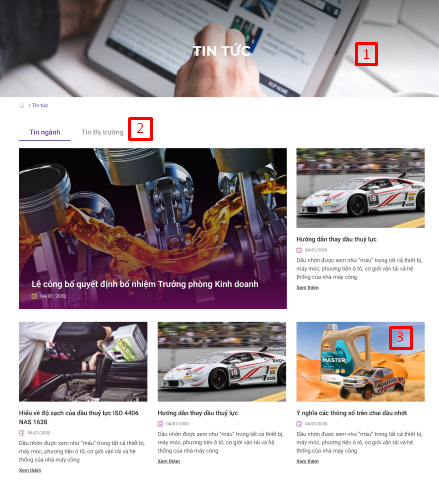 TIN TỨC
1
/ Tin tức
Tin ngành
Tin thị trường
2
Lễ công bố quyết định bổ nhiệm Trưởng phòng Kinh doanh
04/01/2020
Hướng dẫn thay dầu thuỷ lực
04/01/2020
Dầu nhờn được xem như "máu" trong tất cả thiết bị,
máy móc, phương tiện ô tô, cơ giới vận tải và hệ
thống của nhà máy công
Xem thêm
Hiểu về độ sạch của dầu thuỷ lực ISO 4406
NAS 1638
04/01/2020
Dầu nhờn được xem như "máu" trong tất cả thiết bị,
máy móc, phương tiện ô tô, cơ giới vận tải và hệ
thống của nhà máy công
Xem thêm
Hướng dẫn thay dầu thuỷ lực
04/01/2020
Dầu nhờn được xem như "máu" trong tất cả thiết bị,
máy móc, phương tiện ô tô, cơ giới vận tải và hệ
thống của nhà máy công
Xem thêm
3
MASTER
Ý nghĩa các thông số trên chai dầu nhớt
04/01/2020
Dầu nhờn được xem như "máu" trong tất cả thiết bị,
máy móc, phương tiện ô tô, cơ giới vận tải và hệ
thống của nhà máy công
Xem thêm